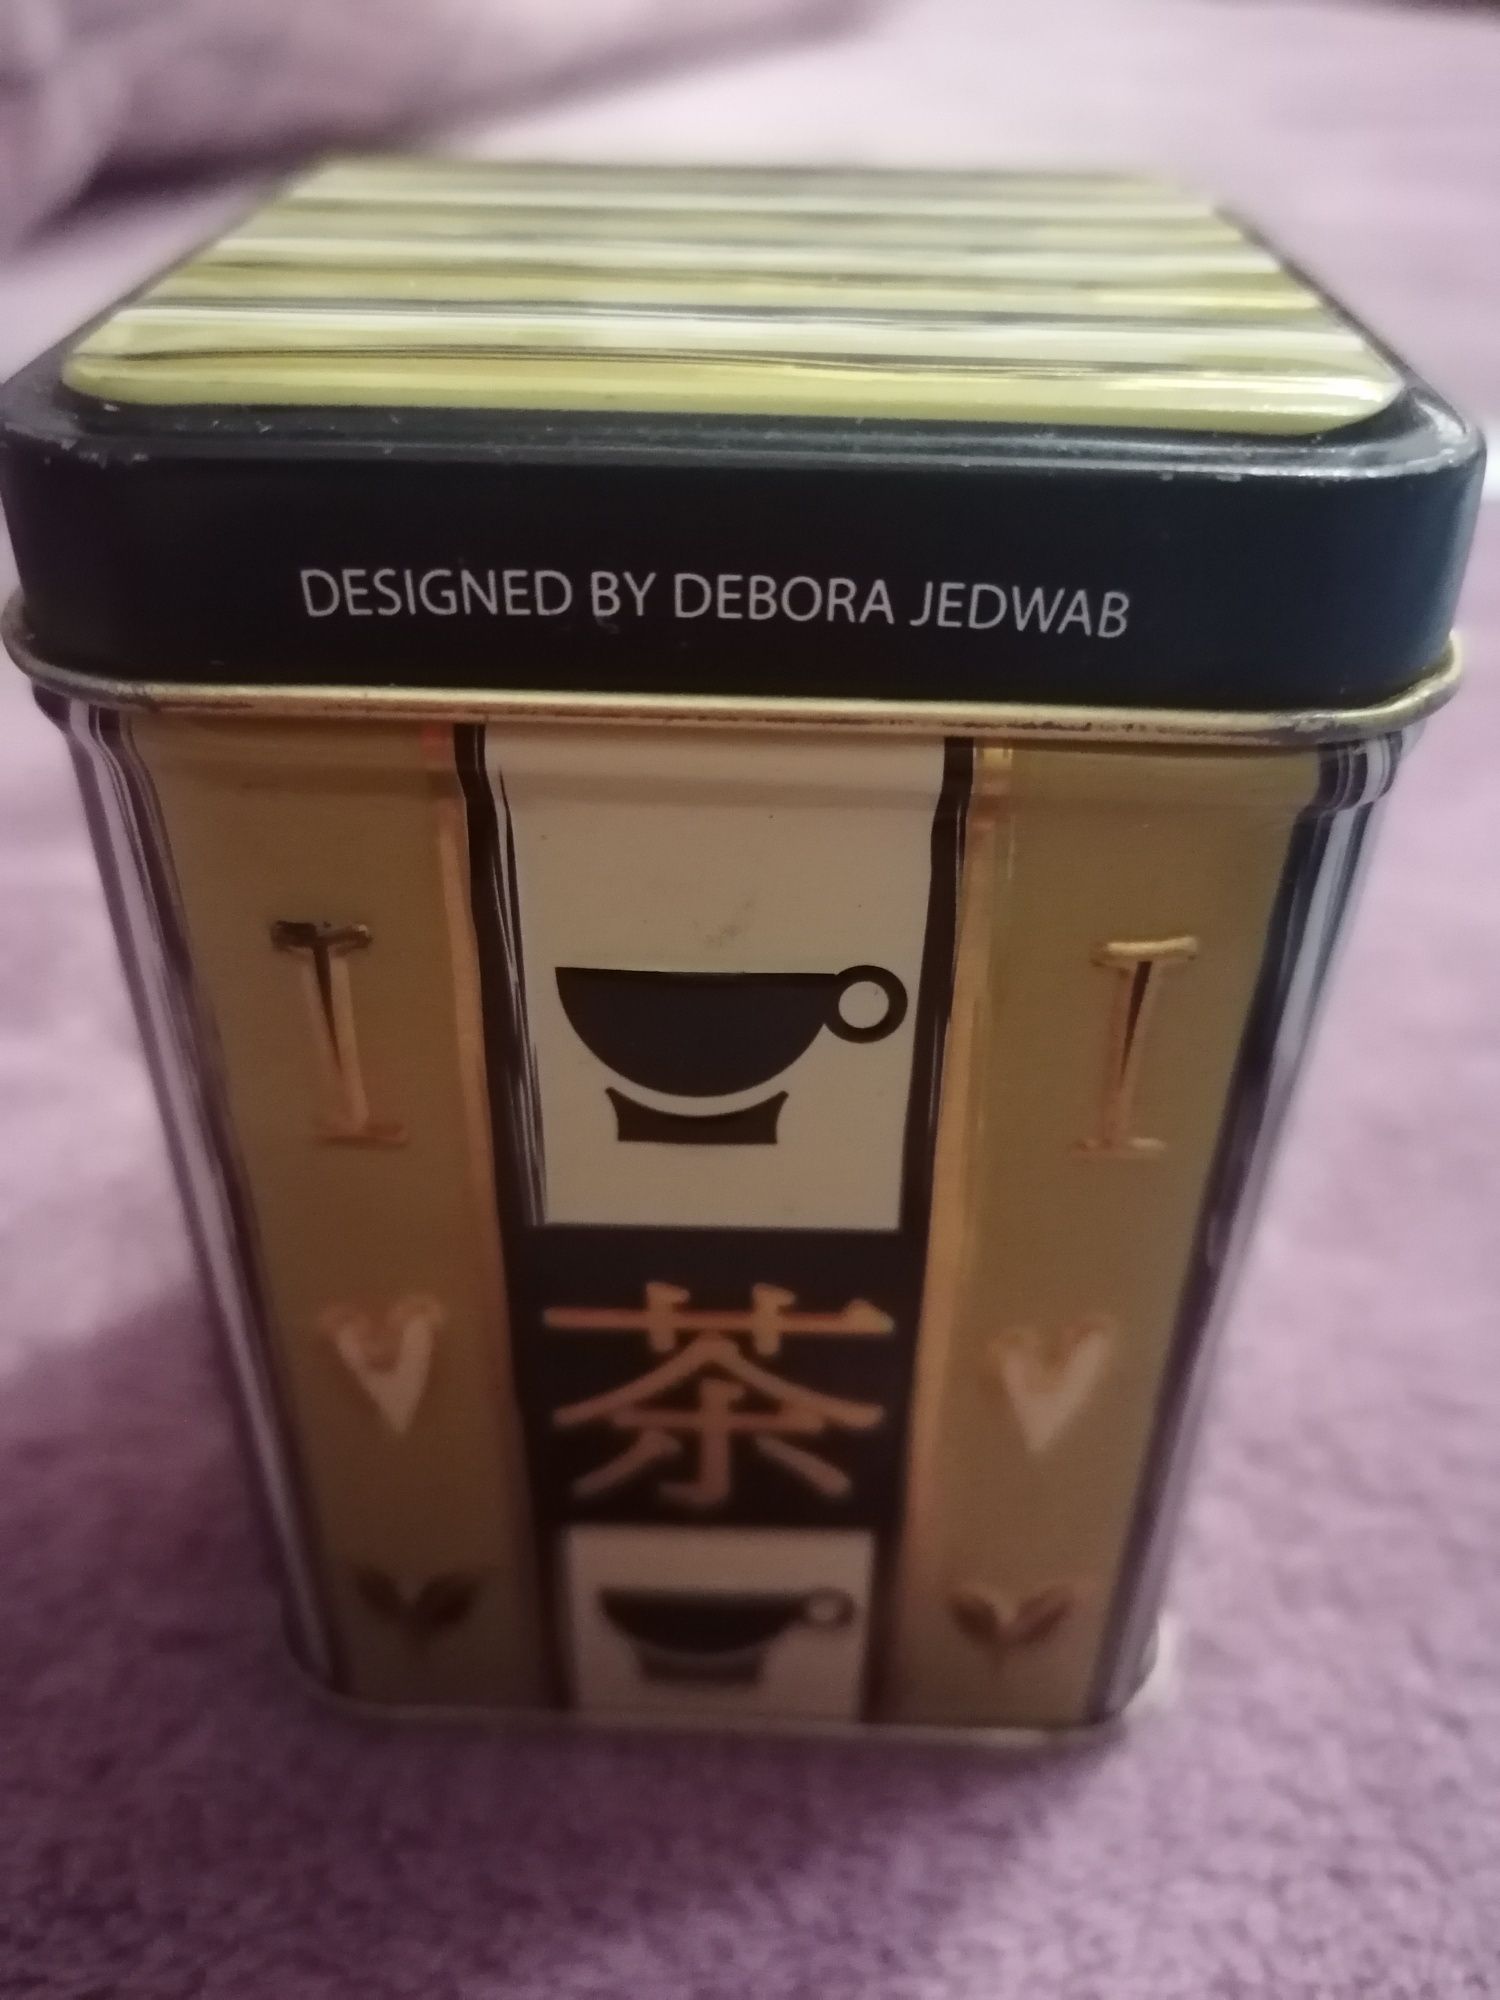 DESIGNED BY DEBORA JEDWAB
I I
茶